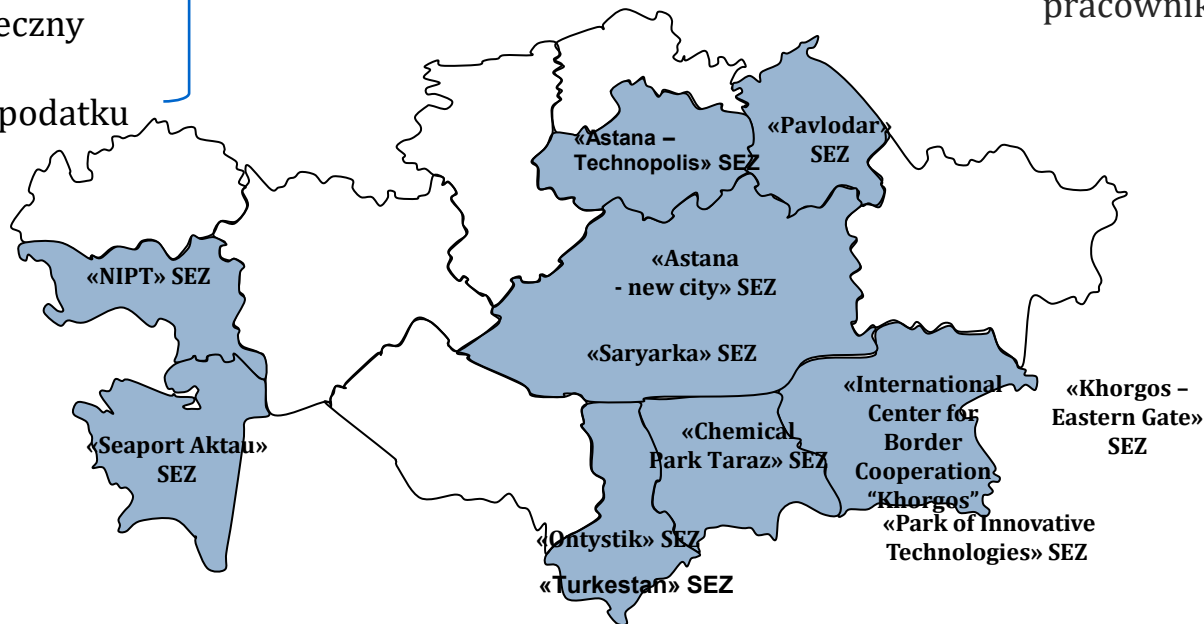 eczny
podatku
pracownik
«Astana –
Technopolis» SEZ
«Pavlodar»
SEZ
«NIPT» SEZ
«Astana
- new city» SEZ
«Saryarka» SEZ
«Seaport Aktau»
SEZ
«Chemical
Park Taraz» SEZ
«International
Center for
Border
Cooperation
“Khorgos”
«Khorgos –
Eastern Gate»
SEZ
«Park of Innovative
Technologies» SEZ
«Ontystik» SEZ
«Turkestan» SEZ